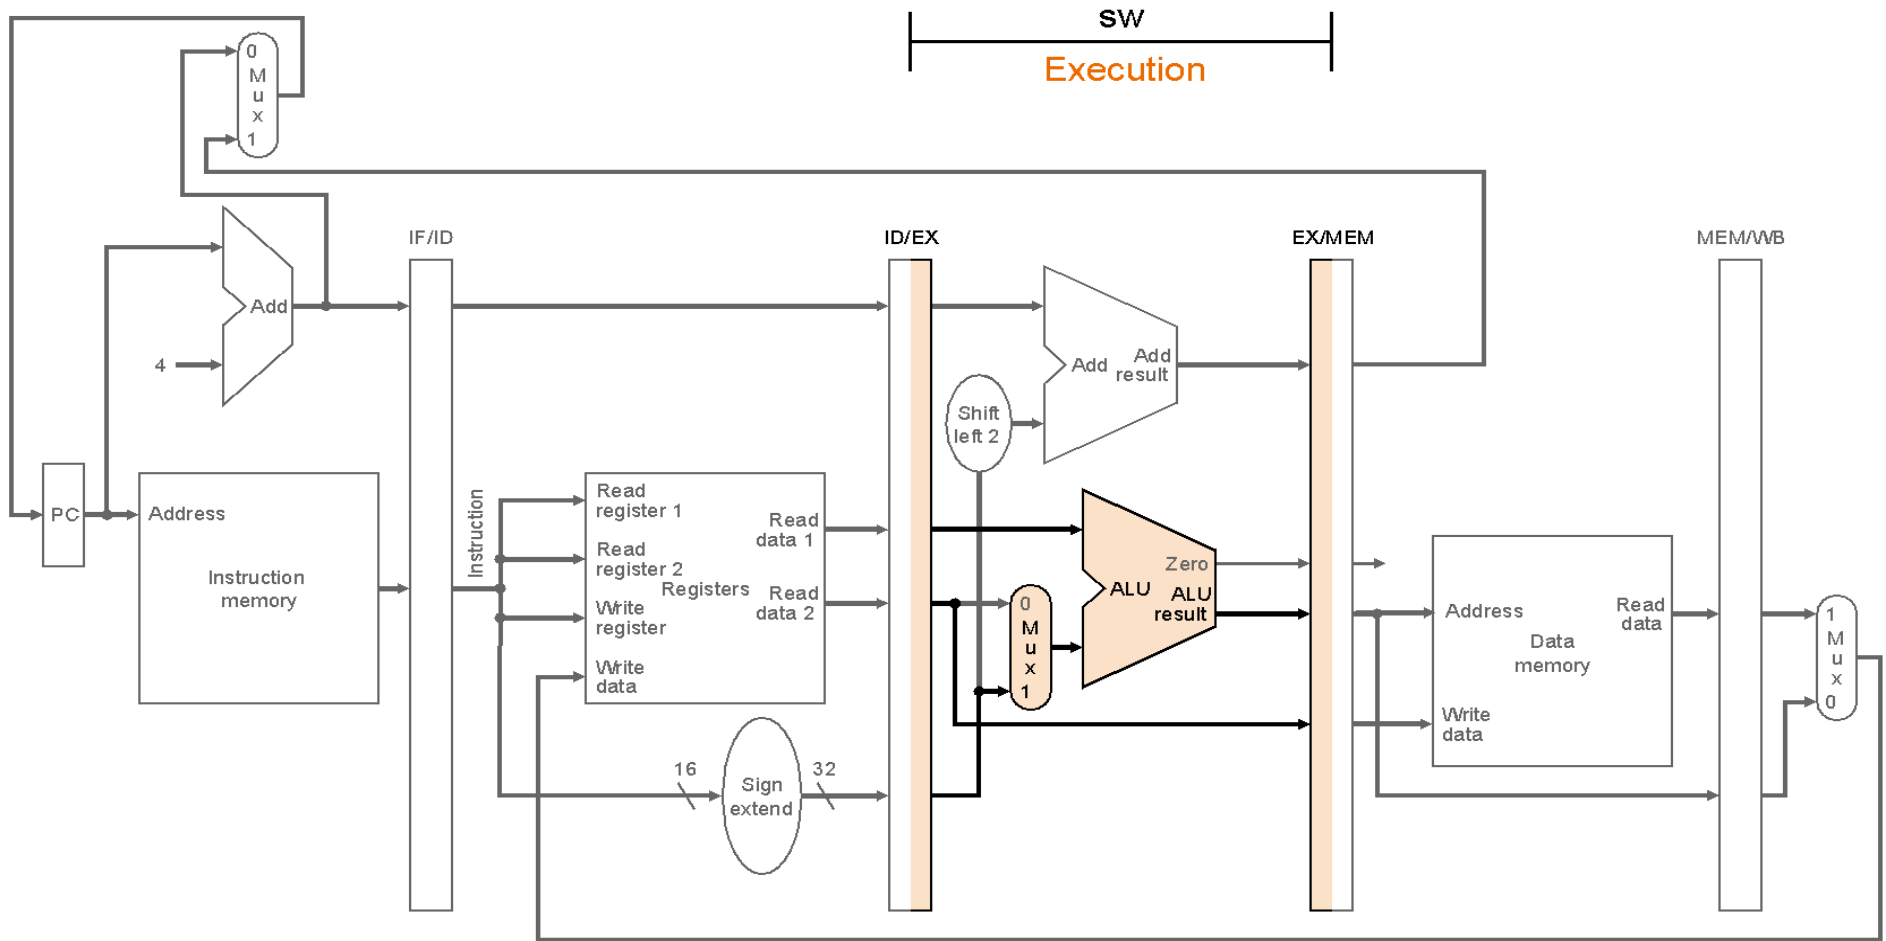 sw
Execution
0
M
u
x
1
IF/ID
ID/EX
EX/MEM
MEM/WB
Add
4
Add
Add
result
Shift
left 2
PC
Address
Instruction
memory
Instruction
Read
register 1
Read
register 2
Write
register
Write
data
Registers
Read
data 1
Read
data 2
16
Sign
extend
32
0
M
u
x
1
ALU
Zero
ALU
result
Address
Read
data
Data
memory
Write
data
1
M
u
x
0